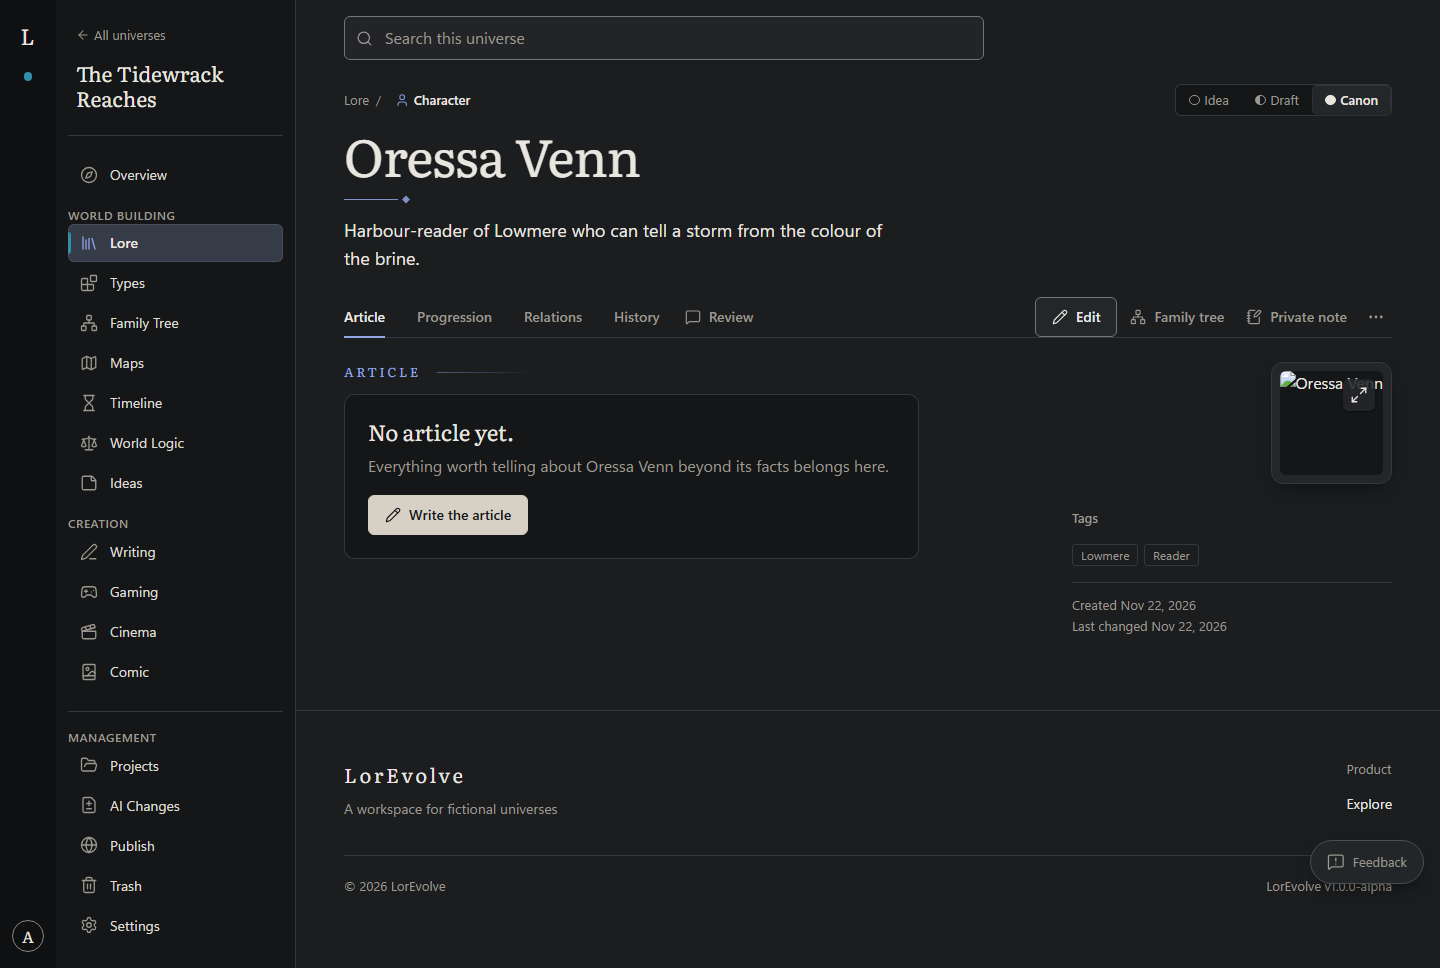 L
All universes
The Tidewrack
Reaches
Overview
WORLD BUILDING
Lore
Types
Family Tree
Maps
Timeline
World Logic
Ideas
CREATION
Writing
Gaming
Cinema
Comic
MANAGEMENT
Projects
AI Changes
Publish
Trash
Settings
A
Search this universe
Lore / Character
Idea Draft Canon
Oressa Venn
Harbour-reader of Lowmere who can tell a storm from the colour of
the brine.
Article Progression Relations History Review Edit Family tree Private note
ARTICLE
No article yet.
Everything worth telling about Oressa Venn beyond its facts belongs here.
Write the article
Oressa Venn
Tags
Lowmere Reader
Created Nov 22, 2026
Last changed Nov 22, 2026
LorEvolve
A workspace for fictional universes
Product
Explore
Feedback
© 2026 LorEvolve
LorEvolve v1.0.0-alpha